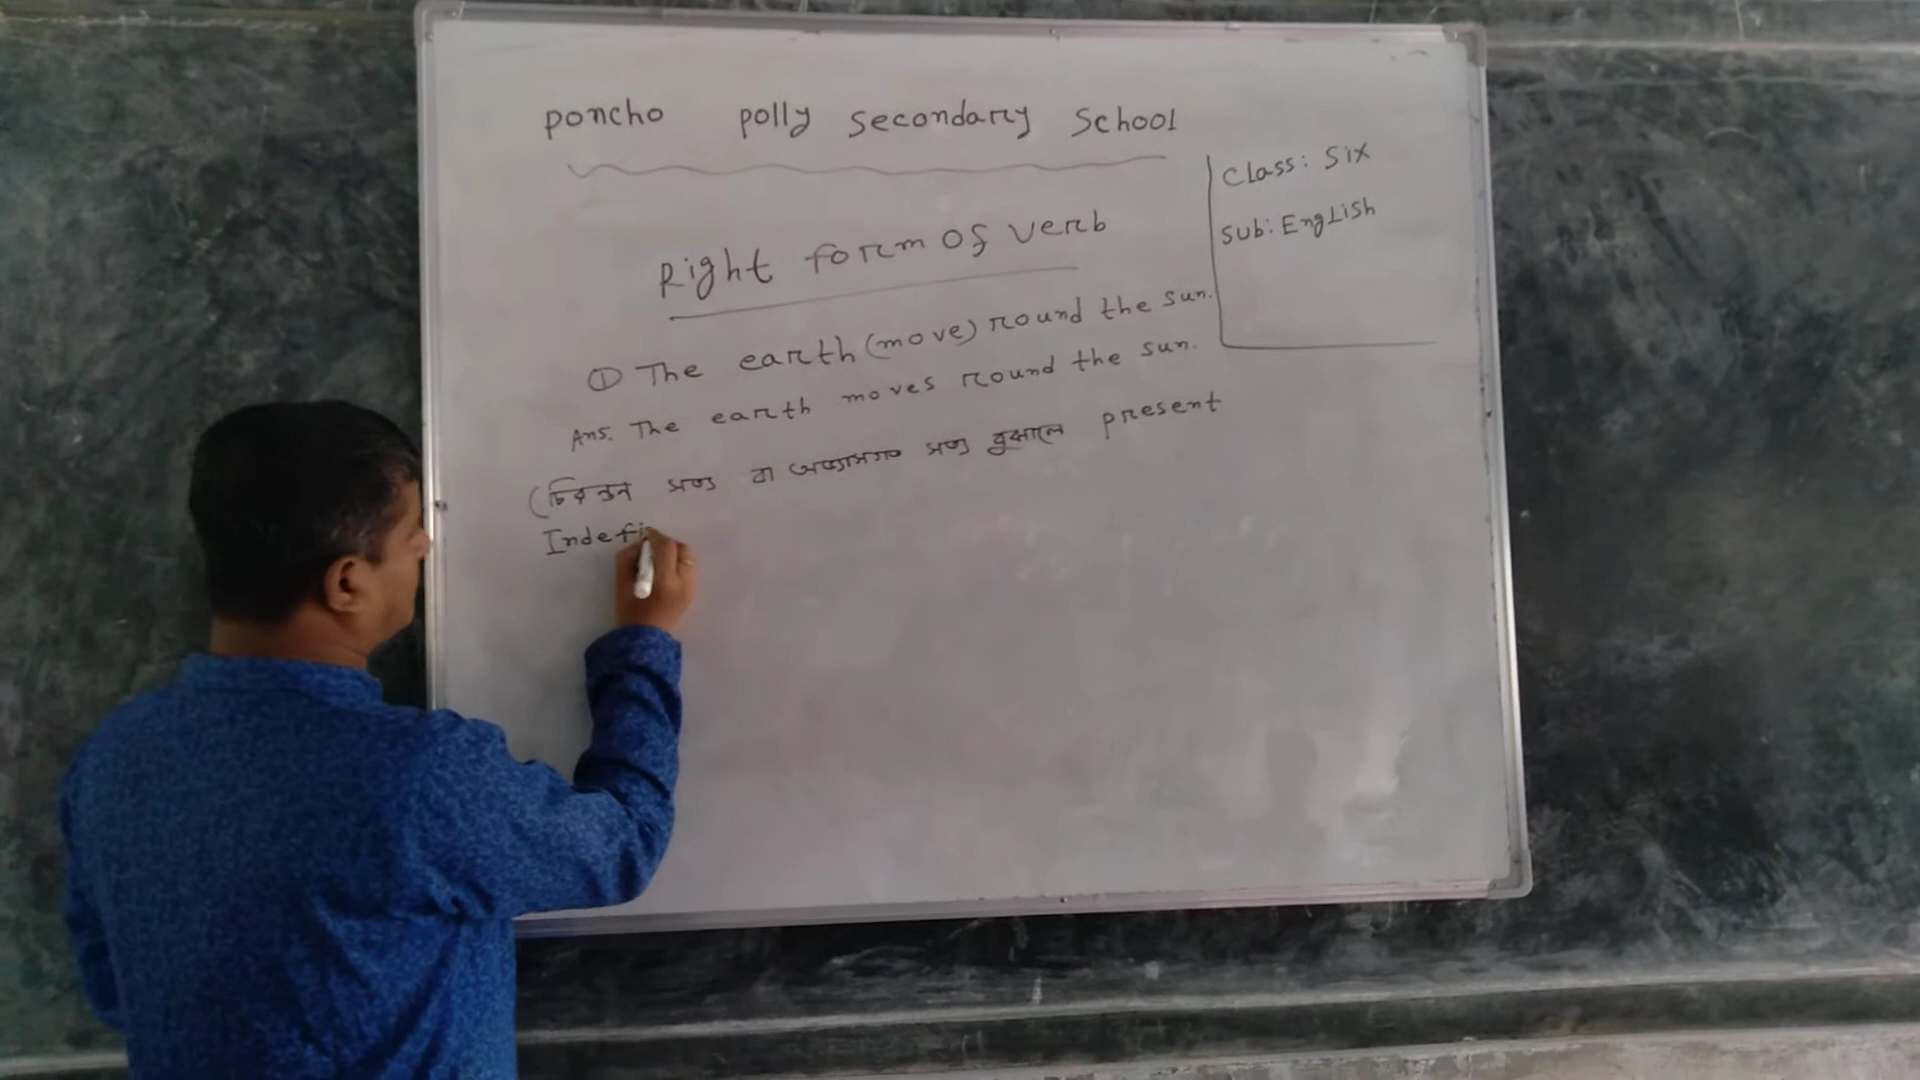 poncho polly secondary School
Class: Six
Sub: English
Right form of verb
① The earth (move) round the sun.
Ans. The earth moves round the sun.
(চিরন্তন সত্য বা অভ্যাসগত সত্য বুঝালে present
Indefi